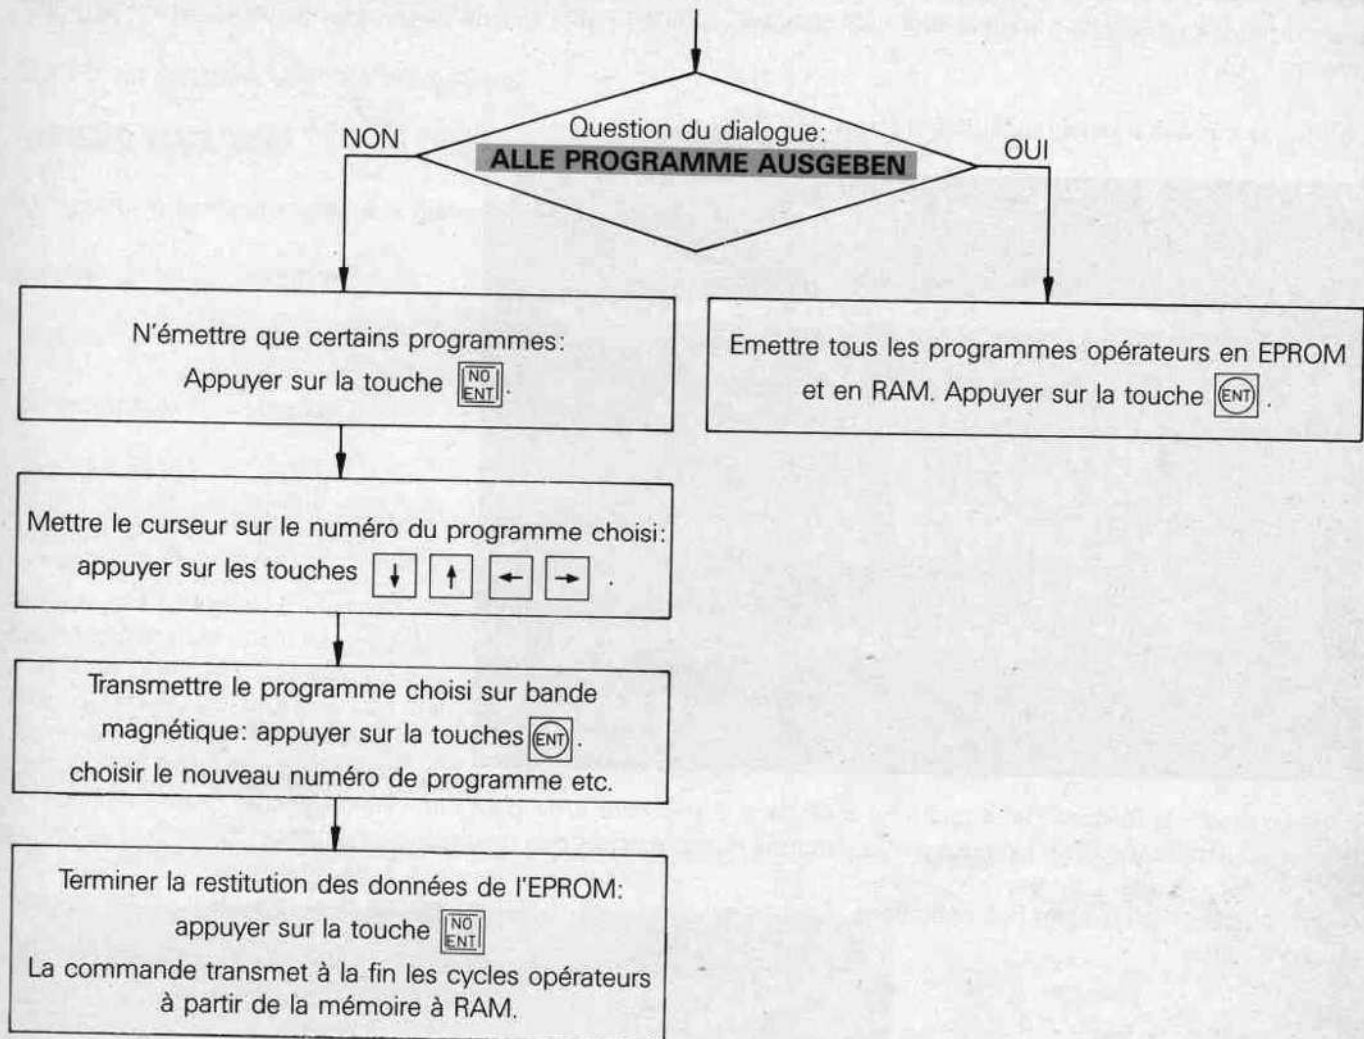 Question du dialogue:
ALLE PROGRAMME AUSGEBEN
NON
OUI
N'émettre que certains programmes:
Appuyer sur la touche NO ENT.
Emettre tous les programmes opérateurs en EPROM
et en RAM. Appuyer sur la touche ENT.
Mettre le curseur sur le numéro du programme choisi:
appuyer sur les touches ↓ ↑ ← → .
Transmettre le programme choisi sur bande
magnétique: appuyer sur la touches ENT.
choisir le nouveau numéro de programme etc.
Terminer la restitution des données de l'EPROM:
appuyer sur la touche NO ENT
La commande transmet à la fin les cycles opérateurs
à partir de la mémoire à RAM.